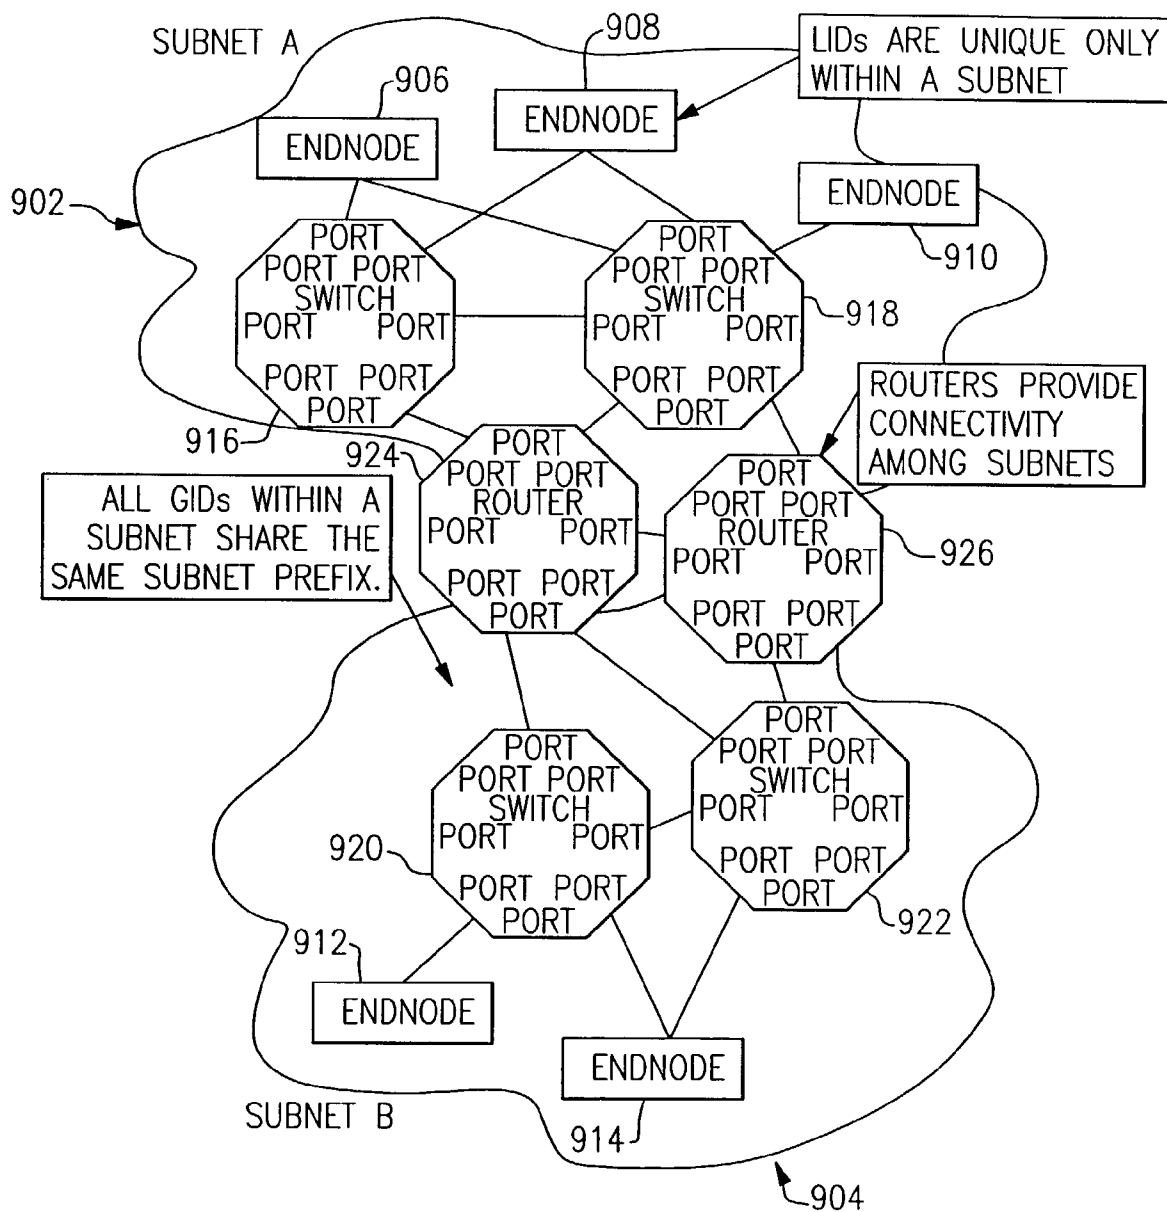 SUBNET A
908
LIDs ARE UNIQUE ONLY
WITHIN A SUBNET
906
ENDNODE
ENDNODE
ENDNODE
902
910
PORT
PORT PORT
SWITCH
PORT PORT
PORT PORT
PORT
916
PORT
PORT PORT
SWITCH
PORT PORT
PORT PORT
PORT
918
ROUTERS PROVIDE
CONNECTIVITY
AMONG SUBNETS
924
PORT
PORT PORT
ROUTER
PORT PORT
PORT PORT
PORT
PORT
PORT PORT
ROUTER
PORT PORT
PORT PORT
PORT
926
ALL GIDs WITHIN A
SUBNET SHARE THE
SAME SUBNET PREFIX.
PORT
PORT PORT
SWITCH
PORT PORT
PORT PORT
PORT
920
PORT
PORT PORT
SWITCH
PORT PORT
PORT PORT
PORT
922
912
ENDNODE
ENDNODE
914
SUBNET B
904